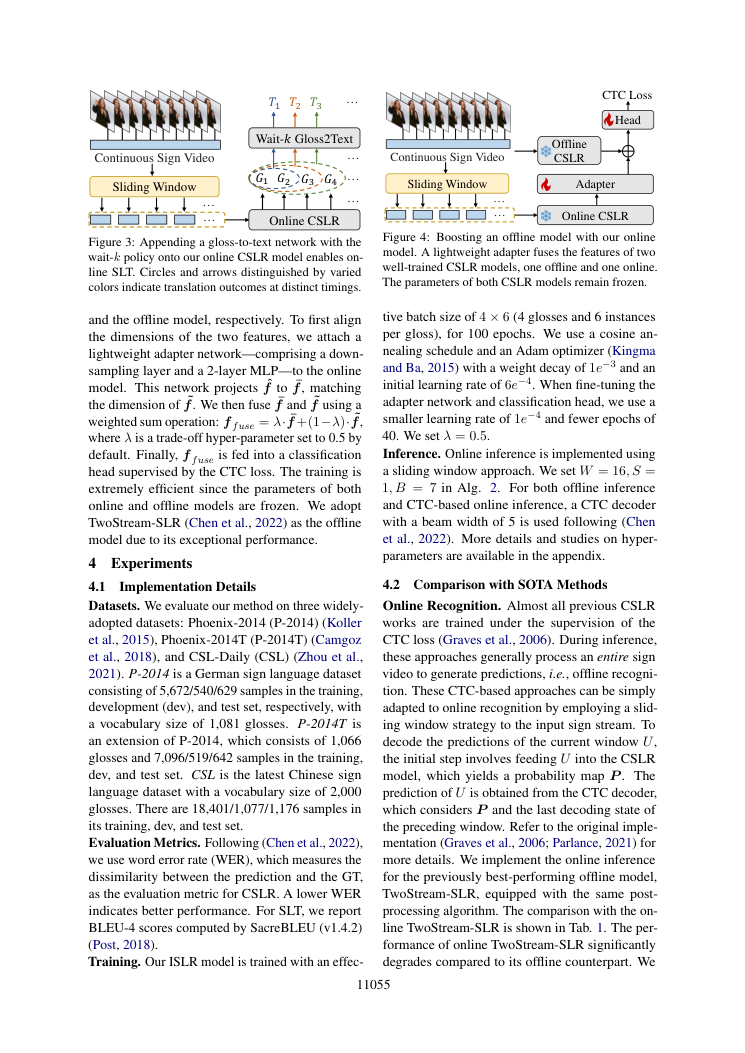 T1 T2 T3 ...
Wait-k Gloss2Text
...
Continuous Sign Video
G1 G2 G3 G4 ...
Sliding Window
...
...
...
Online CSLR
Figure 3: Appending a gloss-to-text network with the
wait-k policy onto our online CSLR model enables on-
line SLT. Circles and arrows distinguished by varied
colors indicate translation outcomes at distinct timings.
and the offline model, respectively. To first align
the dimensions of the two features, we attach a
lightweight adapter network—comprising a down-
sampling layer and a 2-layer MLP—to the online
model. This network projects f̂ to f̄, matching
the dimension of f̃. We then fuse f̄ and f̃ using a
weighted sum operation: f_fuse = λ·f̄+(1−λ)·f̃,
where λ is a trade-off hyper-parameter set to 0.5 by
default. Finally, f_fuse is fed into a classification
head supervised by the CTC loss. The training is
extremely efficient since the parameters of both
online and offline models are frozen. We adopt
TwoStream-SLR (Chen et al., 2022) as the offline
model due to its exceptional performance.
4 Experiments
4.1 Implementation Details
Datasets. We evaluate our method on three widely-
adopted datasets: Phoenix-2014 (P-2014) (Koller
et al., 2015), Phoenix-2014T (P-2014T) (Camgoz
et al., 2018), and CSL-Daily (CSL) (Zhou et al.,
2021). P-2014 is a German sign language dataset
consisting of 5,672/540/629 samples in the training,
development (dev), and test set, respectively, with
a vocabulary size of 1,081 glosses. P-2014T is
an extension of P-2014, which consists of 1,066
glosses and 7,096/519/642 samples in the training,
dev, and test set. CSL is the latest Chinese sign
language dataset with a vocabulary size of 2,000
glosses. There are 18,401/1,077/1,176 samples in
its training, dev, and test set.
Evaluation Metrics. Following (Chen et al., 2022),
we use word error rate (WER), which measures the
dissimilarity between the prediction and the GT,
as the evaluation metric for CSLR. A lower WER
indicates better performance. For SLT, we report
BLEU-4 scores computed by SacreBLEU (v1.4.2)
(Post, 2018).
Training. Our ISLR model is trained with an effec-
CTC Loss
Head
Offline
CSLR
Continuous Sign Video
Sliding Window
Adapter
...
...
Online CSLR
Figure 4: Boosting an offline model with our online
model. A lightweight adapter fuses the features of two
well-trained CSLR models, one offline and one online.
The parameters of both CSLR models remain frozen.
tive batch size of 4 × 6 (4 glosses and 6 instances
per gloss), for 100 epochs. We use a cosine an-
nealing schedule and an Adam optimizer (Kingma
and Ba, 2015) with a weight decay of 1e⁻³ and an
initial learning rate of 6e⁻⁴. When fine-tuning the
adapter network and classification head, we use a
smaller learning rate of 1e⁻⁴ and fewer epochs of
40. We set λ = 0.5.
Inference. Online inference is implemented using
a sliding window approach. We set W = 16, S =
1, B = 7 in Alg. 2. For both offline inference
and CTC-based online inference, a CTC decoder
with a beam width of 5 is used following (Chen
et al., 2022). More details and studies on hyper-
parameters are available in the appendix.
4.2 Comparison with SOTA Methods
Online Recognition. Almost all previous CSLR
works are trained under the supervision of the
CTC loss (Graves et al., 2006). During inference,
these approaches generally process an entire sign
video to generate predictions, i.e., offline recogni-
tion. These CTC-based approaches can be simply
adapted to online recognition by employing a slid-
ing window strategy to the input sign stream. To
decode the predictions of the current window U,
the initial step involves feeding U into the CSLR
model, which yields a probability map P. The
prediction of U is obtained from the CTC decoder,
which considers P and the last decoding state of
the preceding window. Refer to the original imple-
mentation (Graves et al., 2006; Parlance, 2021) for
more details. We implement the online inference
for the previously best-performing offline model,
TwoStream-SLR, equipped with the same post-
processing algorithm. The comparison with the on-
line TwoStream-SLR is shown in Tab. 1. The per-
formance of online TwoStream-SLR significantly
degrades compared to its offline counterpart. We
11055